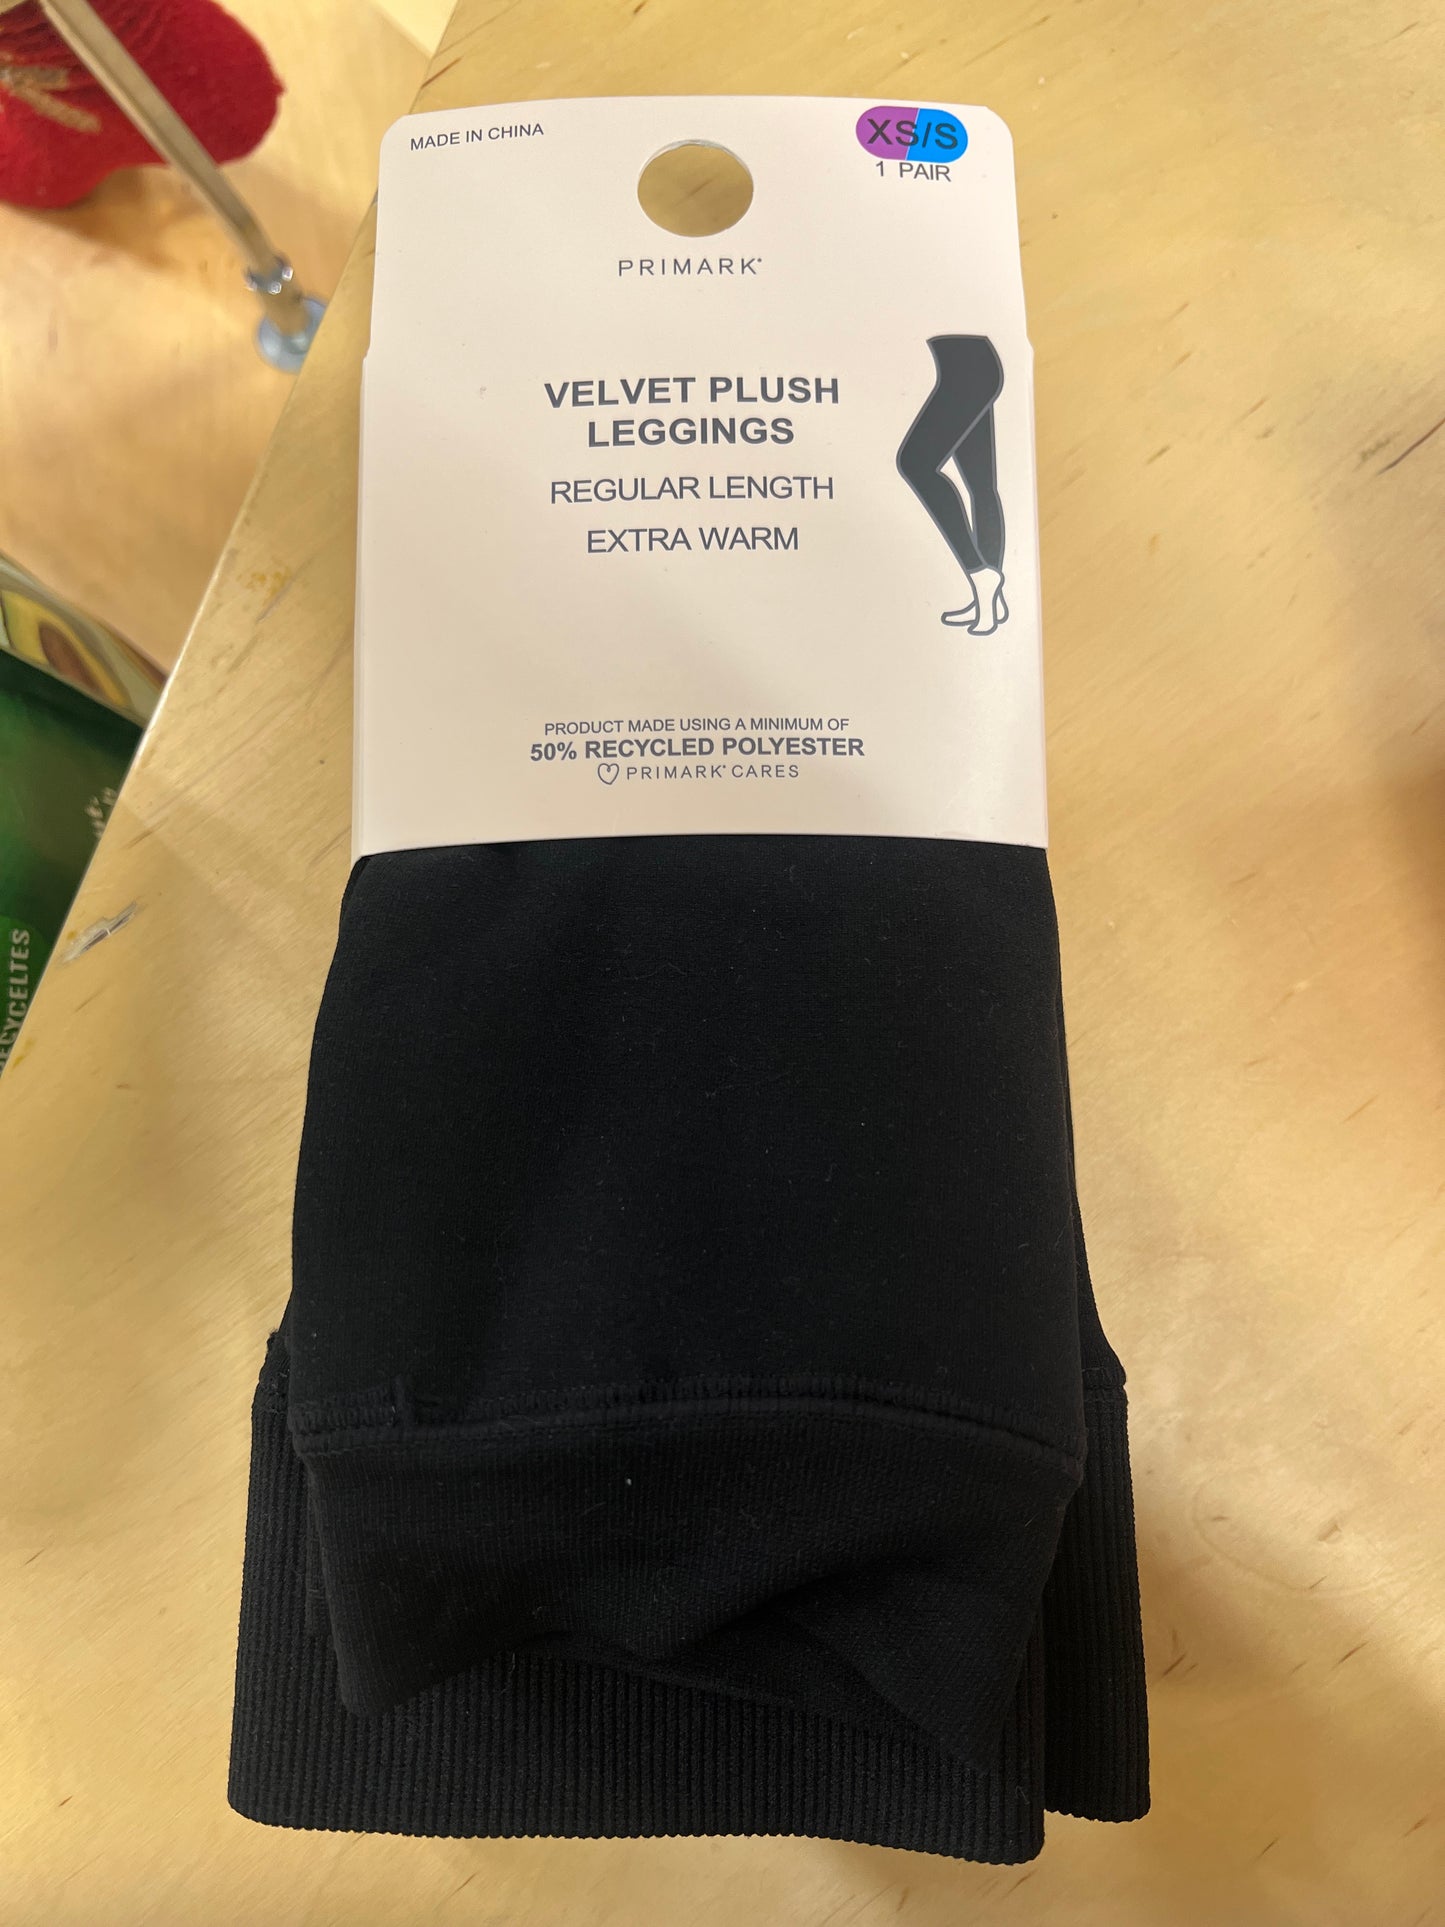 MADE IN CHINA
XS/S
1 PAIR
PRIMARK
VELVET PLUSH
LEGGINGS
REGULAR LENGTH
EXTRA WARM
PRODUCT MADE USING A MINIMUM OF
50% RECYCLED POLYESTER
PRIMARK CARES